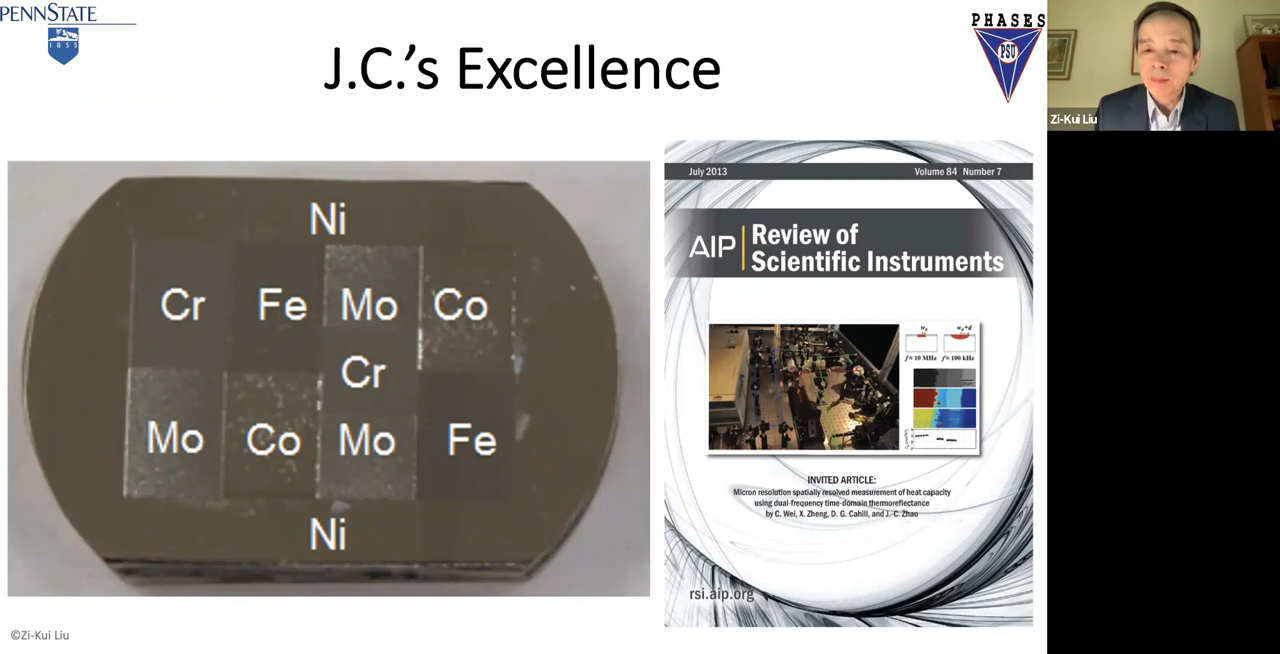 PENNSTATE
1855
J.C.'s Excellence
PHASES
PSU
Zi-Kui Liu
Ni
Cr Fe Mo Co
Cr
Mo Co Mo Fe
Ni
July 2013 Volume 84 Number 7
AIP Review of
Scientific Instruments
f≈ 10 MHz f≈ 100 kHz
INVITED ARTICLE:
Micron resolution spatially resolved measurement of heat capacity
using dual-frequency time-domain thermoreflectance
by C. Wei, X. Zheng, D. G. Cahill, and J.-C. Zhao
rsi.aip.org
©Zi-Kui Liu